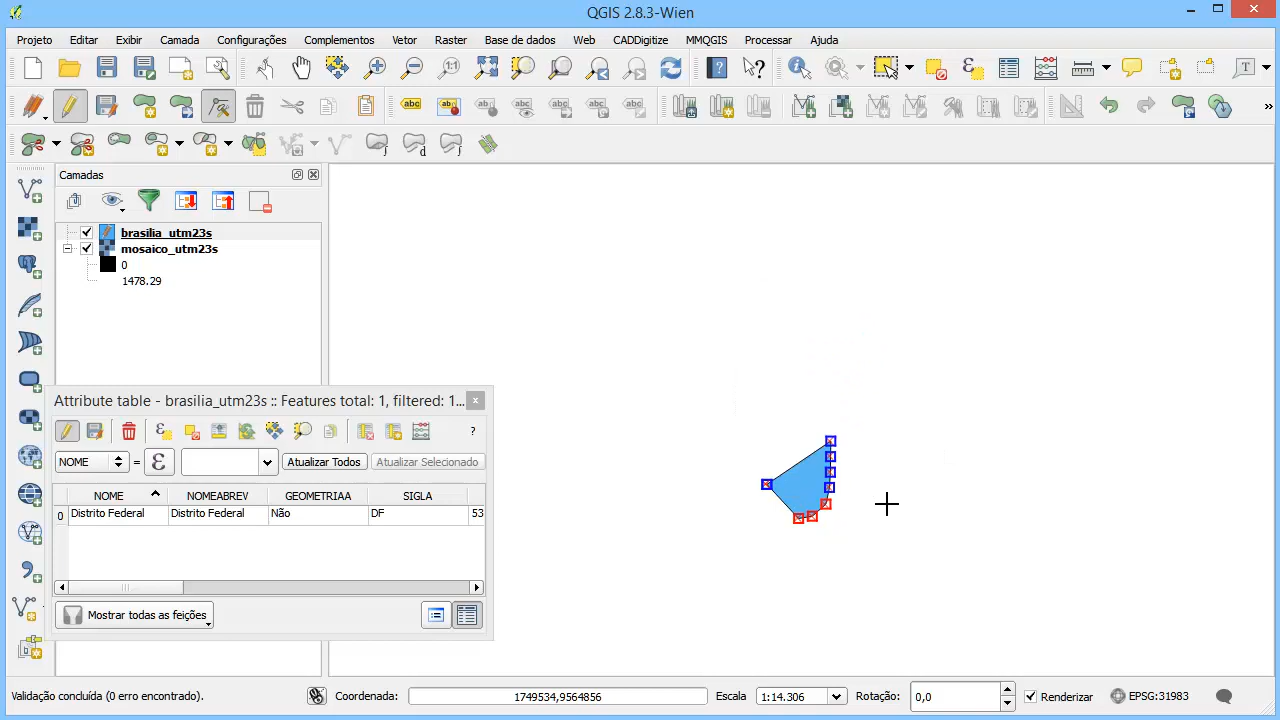 QGIS 2.8.3-Wien
Projeto Editar Exibir Camada Configurações Complementos Vetor Raster Base de dados Web CADDigitize MMQGIS Processar Ajuda
Camadas
brasilia_utm23s
mosaico_utm23s
0
1478.29
Attribute table - brasilia_utm23s :: Features total: 1, filtered: 1...
NOME = Atualizar Todos Atualizar Selecionado
NOME NOMEABREV GEOMETRIAA SIGLA
0 Distrito Federal Distrito Federal Não DF 53
Mostrar todas as feições
Validação concluída (0 erro encontrado). Coordenada: 1749534,9564856 Escala 1:14.306 Rotação: 0,0 Renderizar EPSG:31983